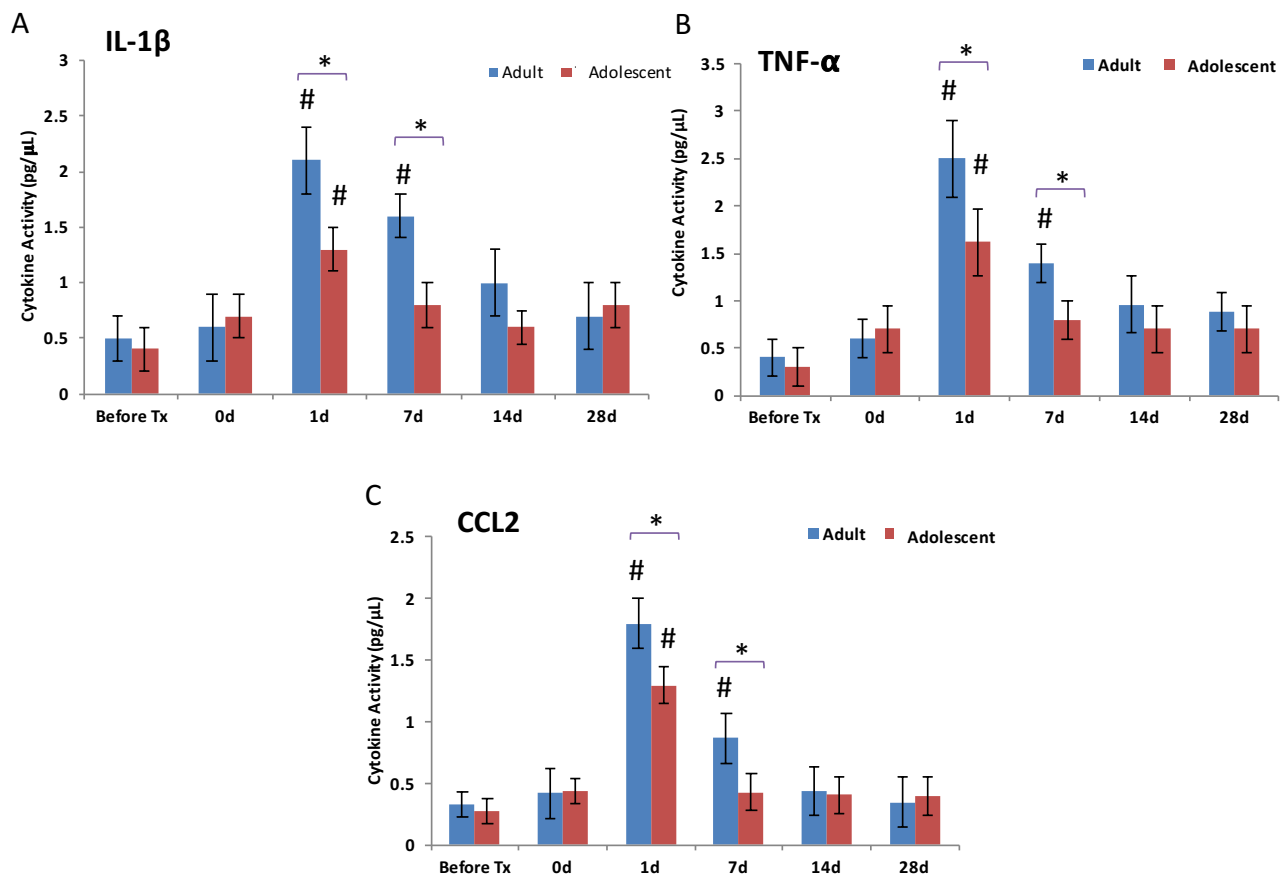 A
IL-1β
Adult Adolescent
*
#
#
*
#
Cytokine Activity (pg/μL)
3
2.5
2
1.5
1
0.5
0
Before Tx 0d 1d 7d 14d 28d
B
TNF-α
Adult Adolescent
*
#
#
*
#
Cytokine Activity (pg/μL)
3.5
3
2.5
2
1.5
1
0.5
0
Before Tx 0d 1d 7d 14d 28d
C
CCL2
Adult Adolescent
*
#
#
*
#
Cytokine Activity (pg/μL)
2.5
2
1.5
1
0.5
0
Before Tx 0d 1d 7d 14d 28d